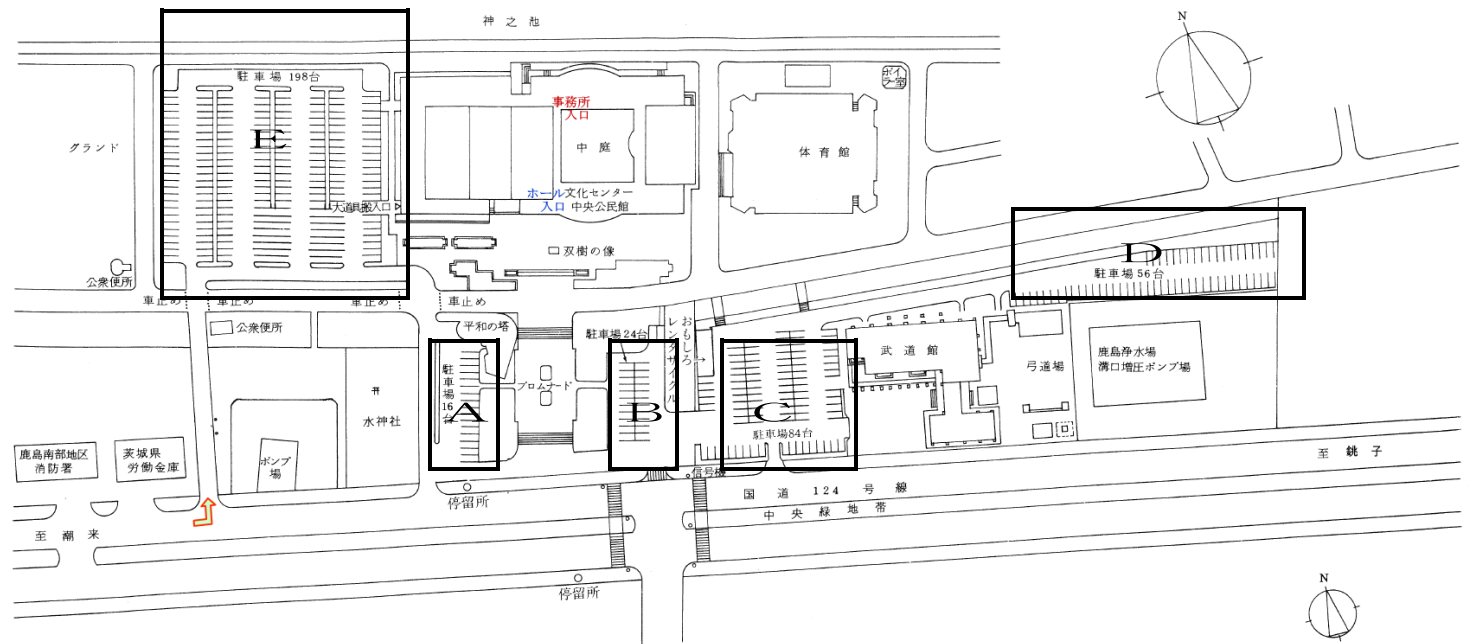 神之池
N
駐車場 198台
E
グランド
大道具搬入口
公衆便所
事務所
入口
中庭
ホール 文化センター
入口 中央公民館
双樹の像
体育館
ボイラー室
D
駐車場 56台
車止め
車止め
車止め
車止め
公衆便所
平和の塔
駐車場24台
おもしろ
レンタサイクル
武道館
弓道場
鹿島浄水場
溝口増圧ポンプ場
駐車場16台
A
プロムナード
B
C
駐車場84台
水神社
鹿島南部地区
消防署
茨城県
労働金庫
ポンプ
場
停留所
信号機
国道 124 号線
中央緑地帯
至 銚子
至潮来
停留所
N